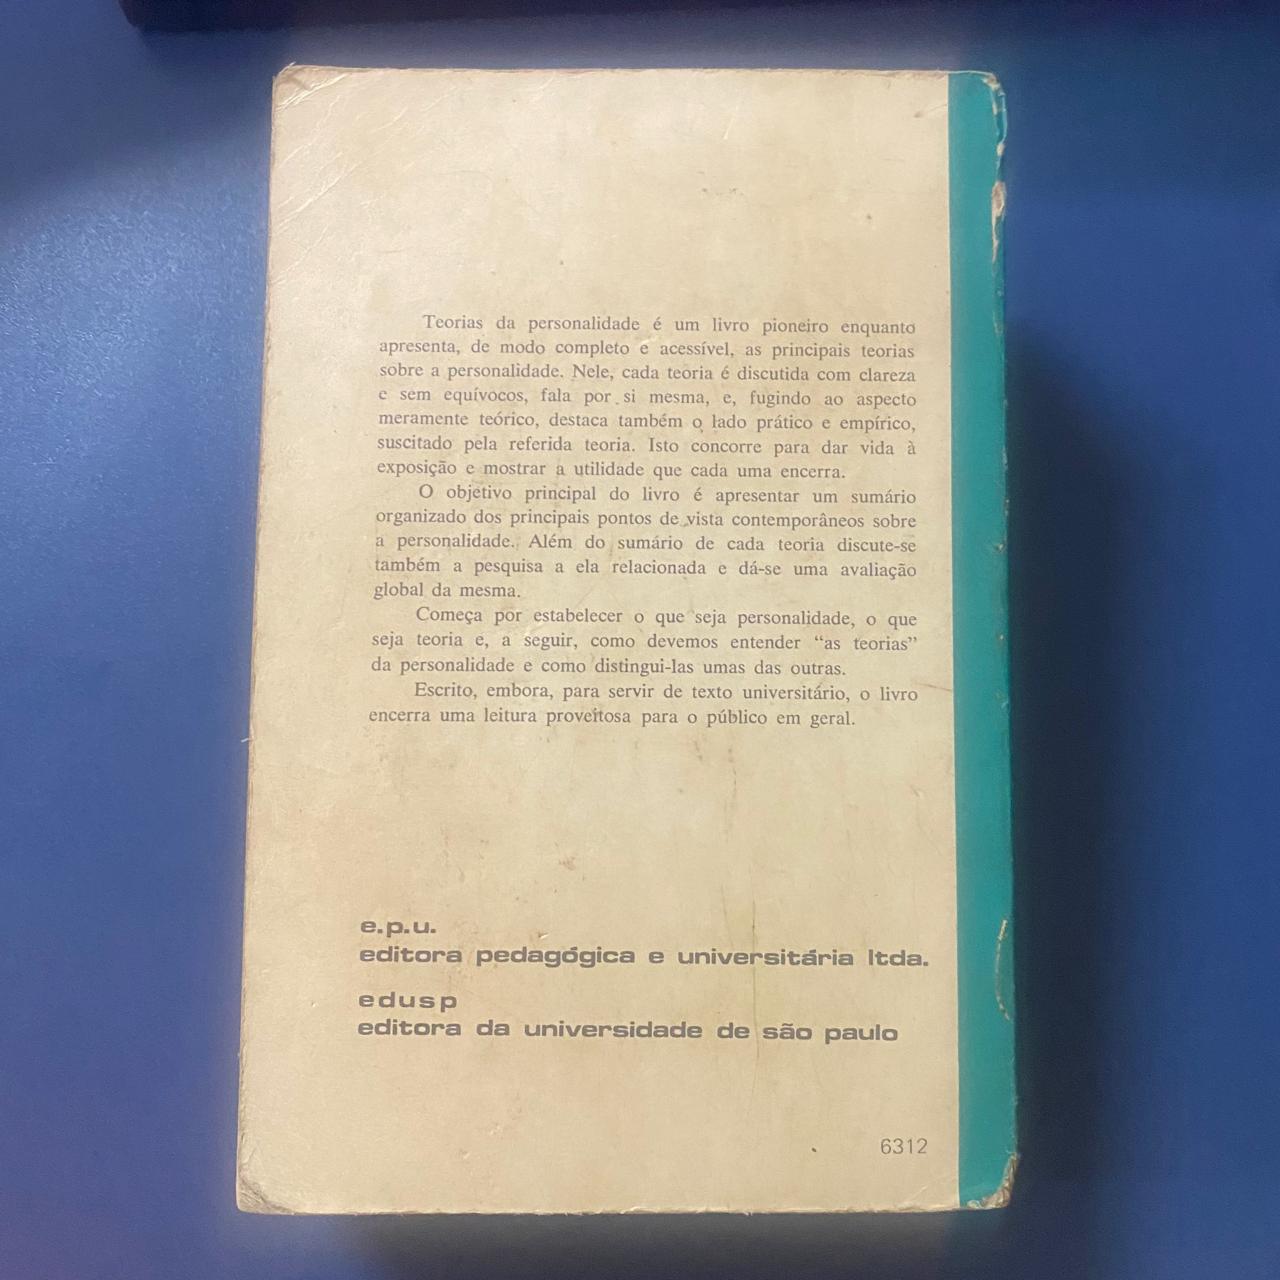 Teorias da personalidade é um livro pioneiro enquanto
apresenta, de modo completo e acessível, as principais teorias
sobre a personalidade. Nele, cada teoria é discutida com clareza
e sem equívocos, fala por si mesma, e, fugindo ao aspecto
meramente teórico, destaca também o lado prático e empírico,
suscitado pela referida teoria. Isto concorre para dar vida à
exposição e mostrar a utilidade que cada uma encerra.
O objetivo principal do livro é apresentar um sumário
organizado dos principais pontos de vista contemporâneos sobre
a personalidade. Além do sumário de cada teoria discute-se
também a pesquisa a ela relacionada e dá-se uma avaliação
global da mesma.
Começa por estabelecer o que seja personalidade, o que
seja teoria e, a seguir, como devemos entender “as teorias”
da personalidade e como distingui-las umas das outras.
Escrito, embora, para servir de texto universitário, o livro
encerra uma leitura proveitosa para o público em geral.
e.p.u.
editora pedagógica e universitária ltda.
edusp
editora da universidade de são paulo
6312